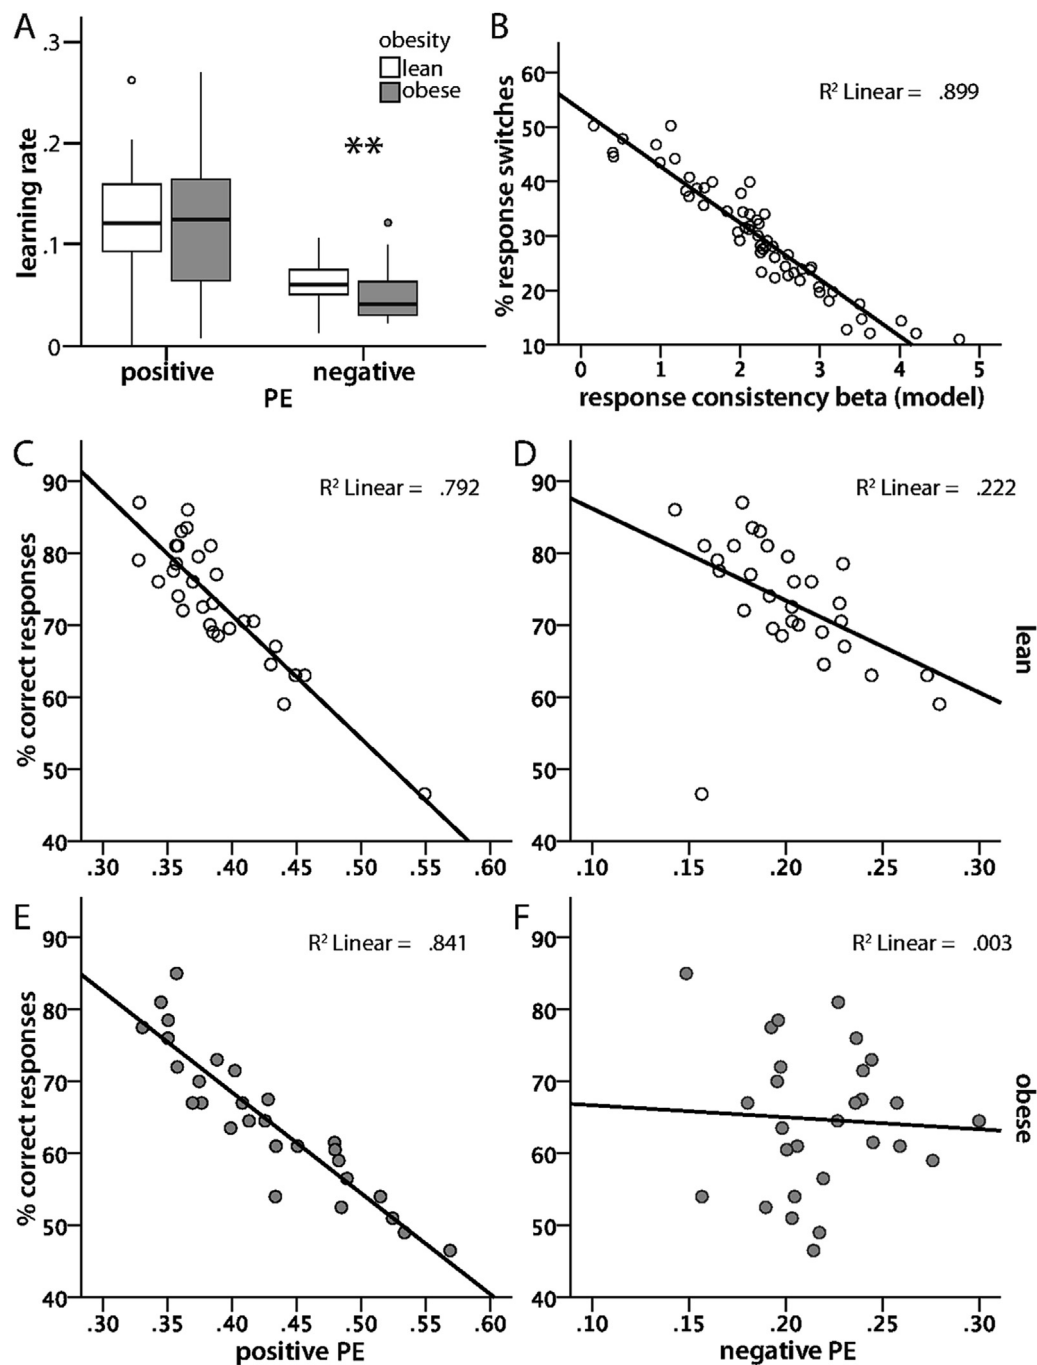 A
B
obesity
lean
obese
.3
.2
.1
0
learning rate
**
positive
negative
PE
R² Linear = .899
% response switches
60
50
40
30
20
10
0 1 2 3 4 5
response consistency beta (model)
C
R² Linear = .792
% correct responses
90
80
70
60
50
40
.30 .35 .40 .45 .50 .55 .60
D
R² Linear = .222
90
80
70
60
50
40
.10 .15 .20 .25 .30
lean
E
R² Linear = .841
% correct responses
90
80
70
60
50
40
.30 .35 .40 .45 .50 .55 .60
positive PE
F
R² Linear = .003
90
80
70
60
50
40
.10 .15 .20 .25 .30
negative PE
obese